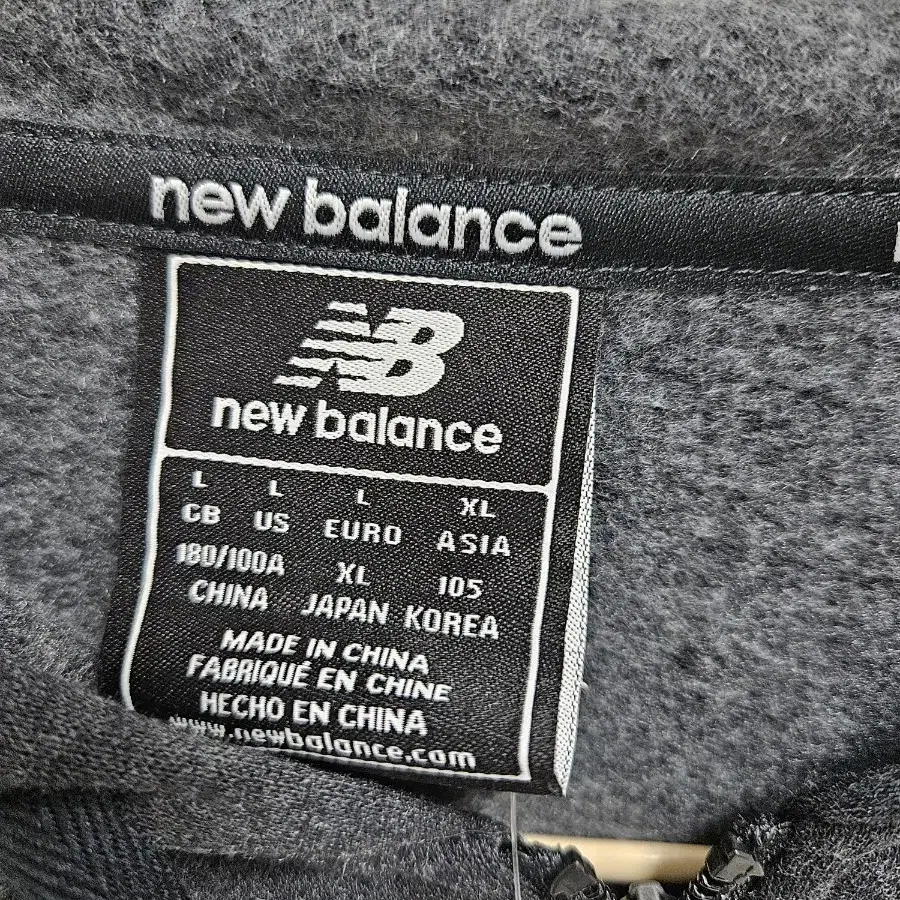 new balance
NB
new balance
L L L XL
GB US EURO ASIA
180/100A XL 105
CHINA JAPAN KOREA
MADE IN CHINA
FABRIQUÉ EN CHINE
HECHO EN CHINA
www.newbalance.com